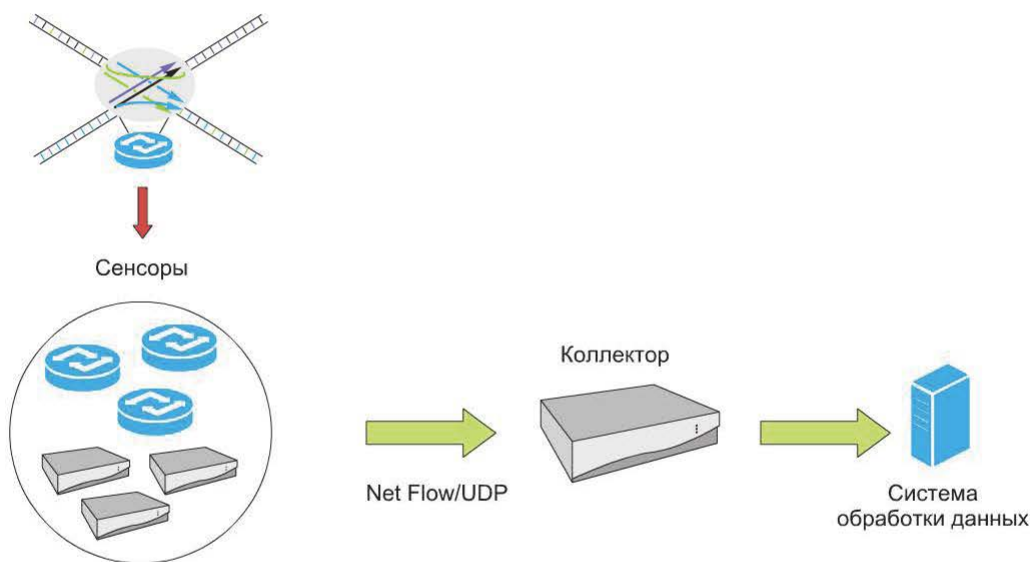 Сенсоры
Коллектор
Net Flow/UDP
Система
обработки данных